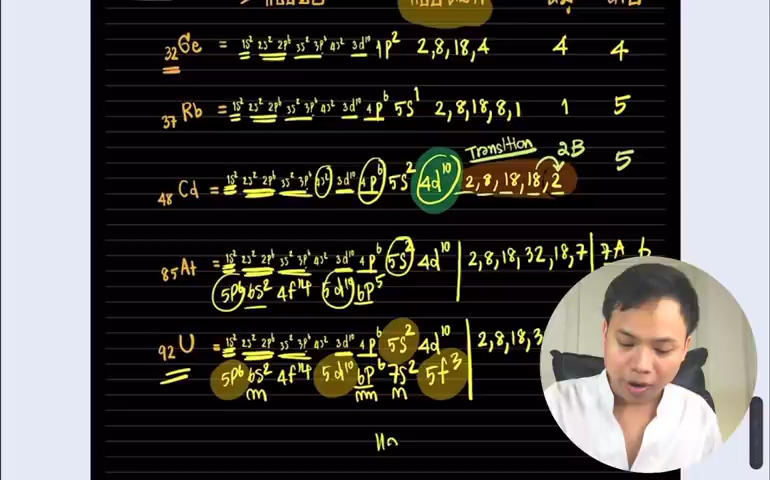 32Ge = 1s² 2s² 2p⁶ 3s² 3p⁶ 4s² 3d¹⁰ 4p² 2,8,18,4 4 4
37Rb = 1s² 2s² 2p⁶ 3s² 3p⁶ 4s² 3d¹⁰ 4p⁶ 5s¹ 2,8,18,8,1 1 5
Transition 2B
48Cd = 1s² 2s² 2p⁶ 3s² 3p⁶ 4s² 3d¹⁰ 4p⁶ 5s² 4d¹⁰ 2,8,18,18,2 5
85At = 1s² 2s² 2p⁶ 3s² 3p⁶ 4s² 3d¹⁰ 4p⁶ 5s² 4d¹⁰ 2,8,18,32,18,7 7A 6
5p⁶ 6s² 4f¹⁴ 5d¹⁰ 6p⁵
92U = 1s² 2s² 2p⁶ 3s² 3p⁶ 4s² 3d¹⁰ 4p⁶ 5s² 4d¹⁰ 2,8,18,3
5p⁶ 6s² 4f¹⁴ 5d¹⁰ 6p⁶ 7s² 5f³